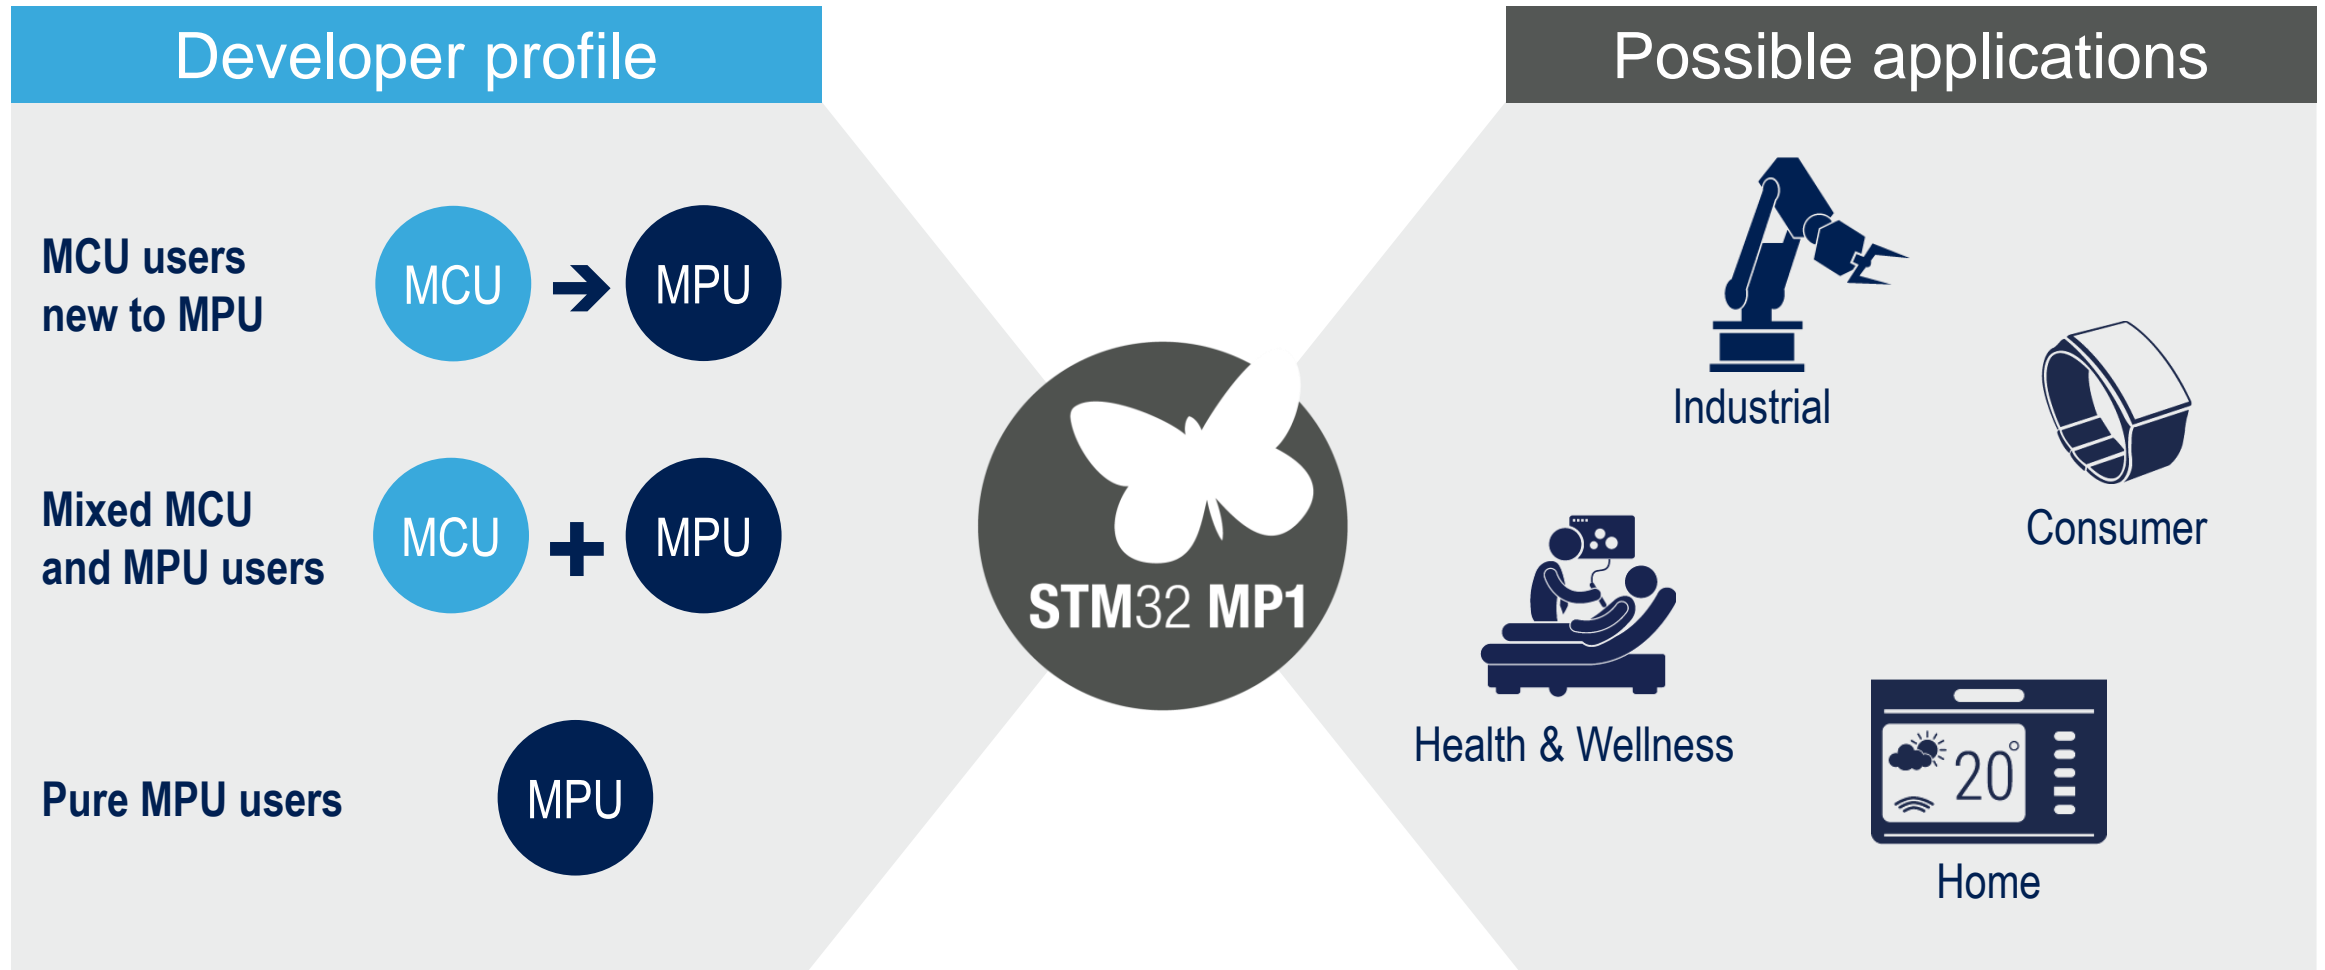 Developer profile
MCU users
new to MPU
MCU
MPU
Mixed MCU
and MPU users
MCU
MPU
Pure MPU users
MPU
STM32 MP1
Possible applications
Industrial
Consumer
Health & Wellness
20°
Home